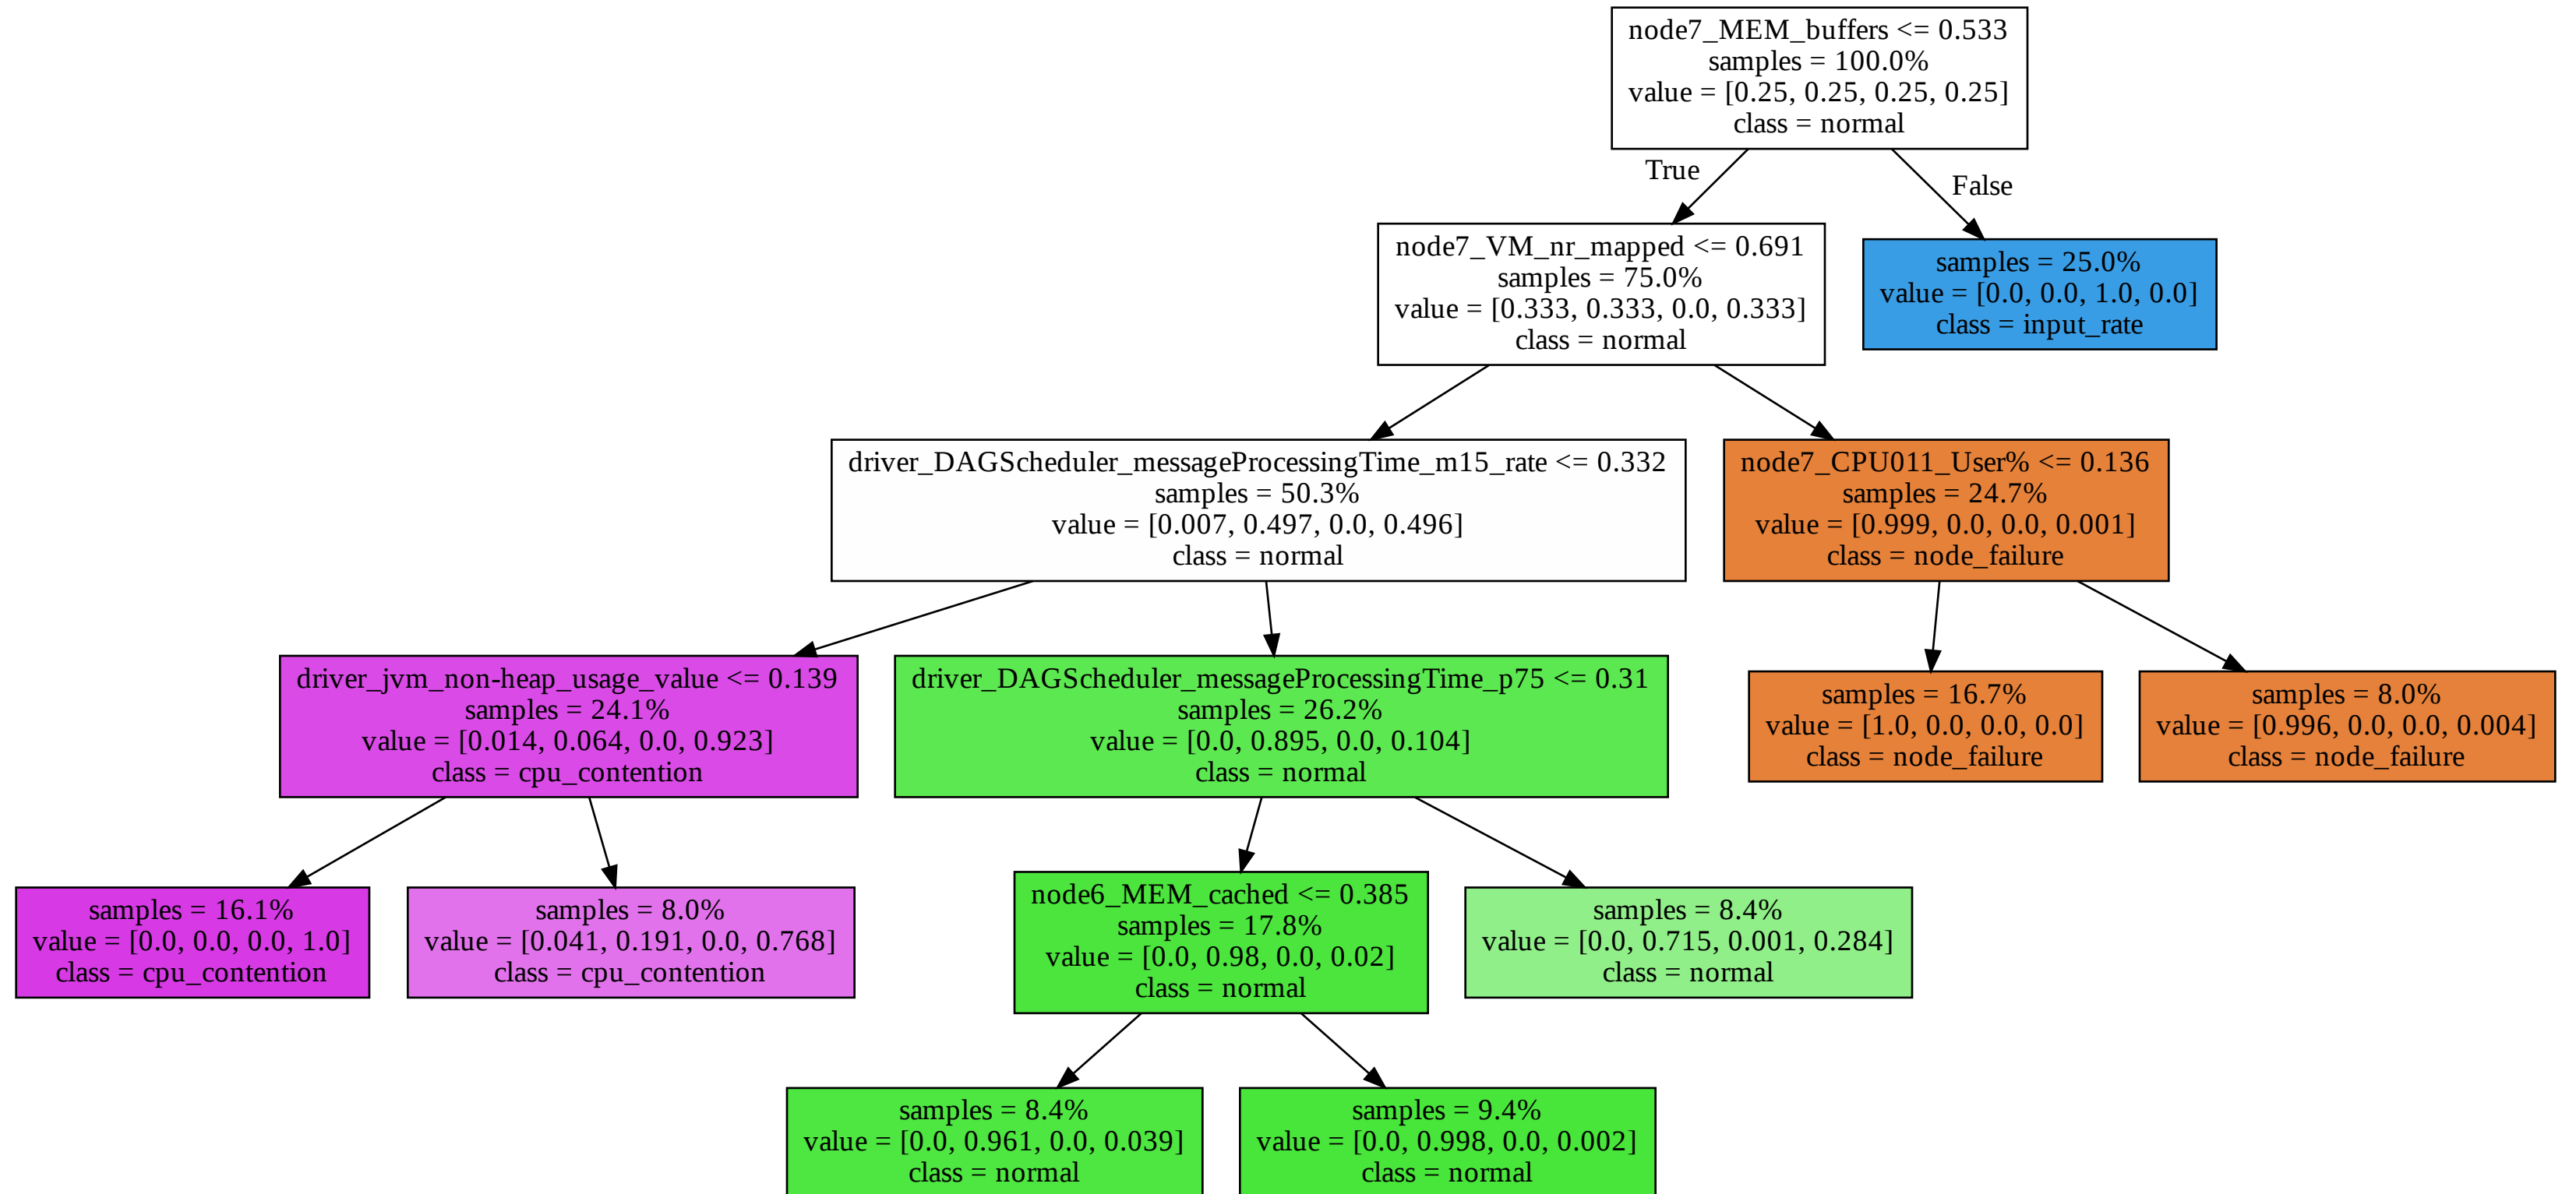 node7_MEM_buffers <= 0.533
samples = 100.0%
value = [0.25, 0.25, 0.25, 0.25]
class = normal
True
False
node7_VM_nr_mapped <= 0.691
samples = 75.0%
value = [0.333, 0.333, 0.0, 0.333]
class = normal
samples = 25.0%
value = [0.0, 0.0, 1.0, 0.0]
class = input_rate
driver_DAGScheduler_messageProcessingTime_m15_rate <= 0.332
samples = 50.3%
value = [0.007, 0.497, 0.0, 0.496]
class = normal
node7_CPU011_User% <= 0.136
samples = 24.7%
value = [0.999, 0.0, 0.0, 0.001]
class = node_failure
driver_jvm_non-heap_usage_value <= 0.139
samples = 24.1%
value = [0.014, 0.064, 0.0, 0.923]
class = cpu_contention
driver_DAGScheduler_messageProcessingTime_p75 <= 0.31
samples = 26.2%
value = [0.0, 0.895, 0.0, 0.104]
class = normal
samples = 16.7%
value = [1.0, 0.0, 0.0, 0.0]
class = node_failure
samples = 8.0%
value = [0.996, 0.0, 0.0, 0.004]
class = node_failure
samples = 16.1%
value = [0.0, 0.0, 0.0, 1.0]
class = cpu_contention
samples = 8.0%
value = [0.041, 0.191, 0.0, 0.768]
class = cpu_contention
node6_MEM_cached <= 0.385
samples = 17.8%
value = [0.0, 0.98, 0.0, 0.02]
class = normal
samples = 8.4%
value = [0.0, 0.715, 0.001, 0.284]
class = normal
samples = 8.4%
value = [0.0, 0.961, 0.0, 0.039]
class = normal
samples = 9.4%
value = [0.0, 0.998, 0.0, 0.002]
class = normal